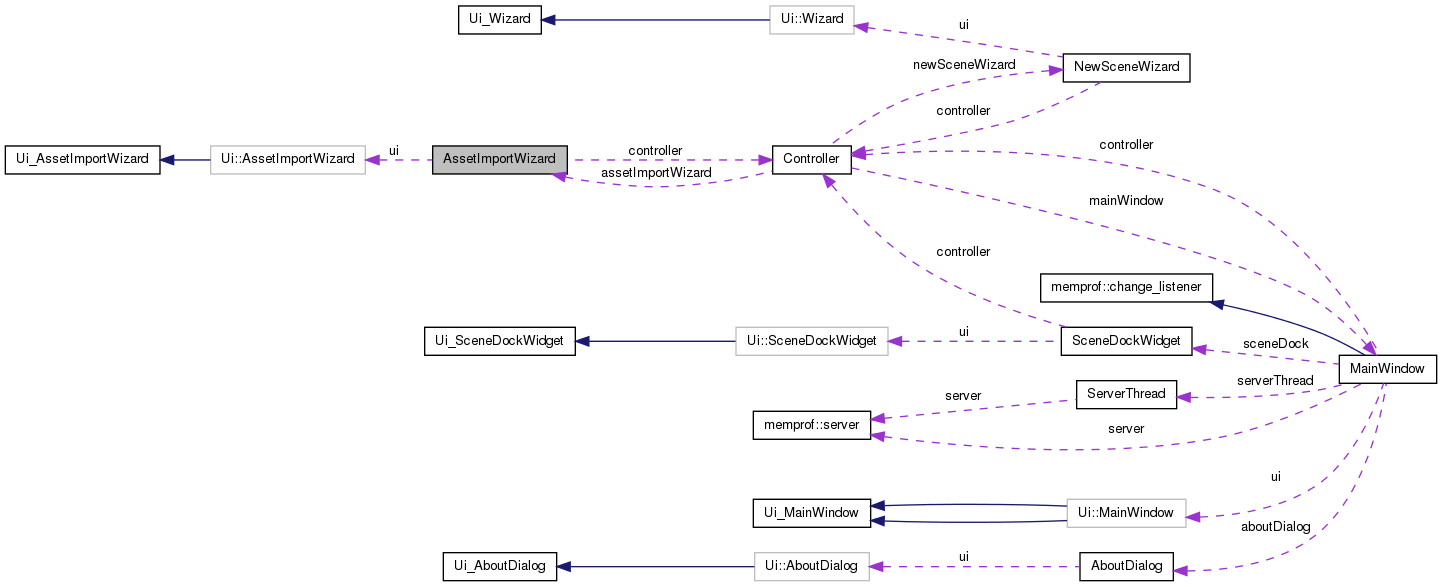 Ui_Wizard
Ui::Wizard
ui
NewSceneWizard
newSceneWizard
controller
Ui_AssetImportWizard
Ui::AssetImportWizard
ui
AssetImportWizard
controller
assetImportWizard
Controller
controller
mainWindow
controller
memprof::change_listener
Ui_SceneDockWidget
Ui::SceneDockWidget
ui
SceneDockWidget
sceneDock
MainWindow
serverThread
ServerThread
server
memprof::server
server
ui
Ui_MainWindow
Ui::MainWindow
aboutDialog
Ui_AboutDialog
Ui::AboutDialog
ui
AboutDialog